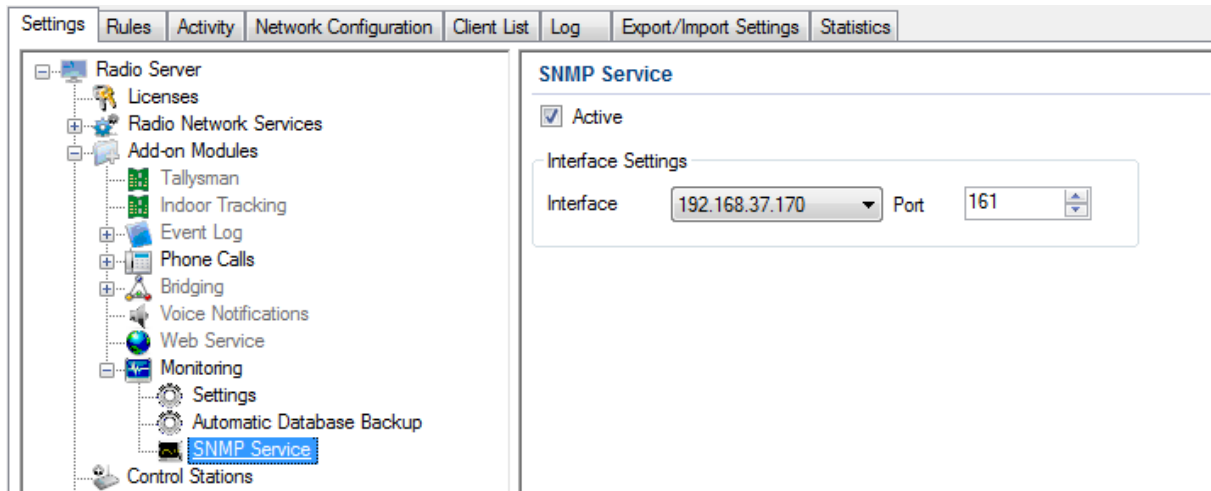 Settings Rules Activity Network Configuration Client List Log Export/Import Settings Statistics
Radio Server
Licenses
Radio Network Services
Add-on Modules
Tallysman
Indoor Tracking
Event Log
Phone Calls
Bridging
Voice Notifications
Web Service
Monitoring
Settings
Automatic Database Backup
SNMP Service
Control Stations
SNMP Service
Active
Interface Settings
Interface 192.168.37.170 Port 161